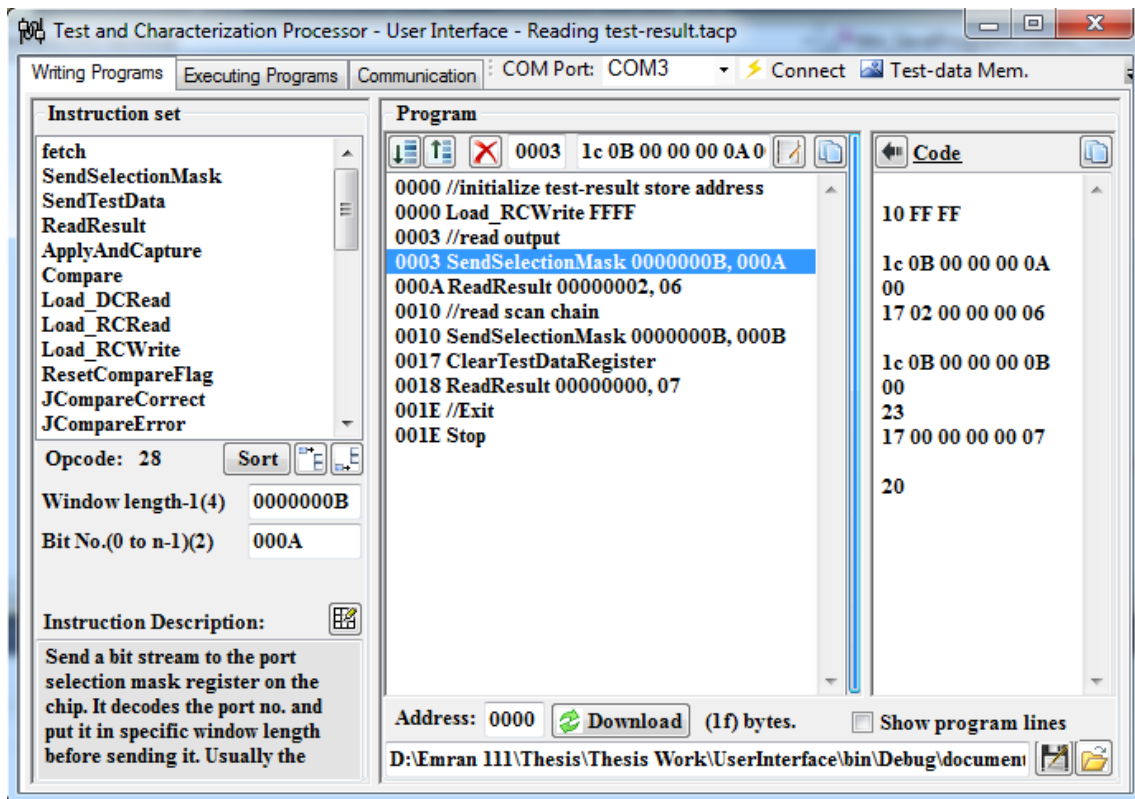 Test and Characterization Processor - User Interface - Reading test-result.tacp
Writing Programs Executing Programs Communication COM Port: COM3 Connect Test-data Mem.
Instruction set
fetch
SendSelectionMask
SendTestData
ReadResult
ApplyAndCapture
Compare
Load_DCRead
Load_RCRead
Load_RCWrite
ResetCompareFlag
JCompareCorrect
JCompareError
Opcode: 28 Sort
Window length-1(4) 0000000B
Bit No.(0 to n-1)(2) 000A
Instruction Description:
Send a bit stream to the port
selection mask register on the
chip. It decodes the port no. and
put it in specific window length
before sending it. Usually the
Program
0003 1c 0B 00 00 00 0A 0
0000 //initialize test-result store address
0000 Load_RCWrite FFFF
0003 //read output
0003 SendSelectionMask 0000000B, 000A
000A ReadResult 00000002, 06
0010 //read scan chain
0010 SendSelectionMask 0000000B, 000B
0017 ClearTestDataRegister
0018 ReadResult 00000000, 07
001E //Exit
001E Stop
Code
10 FF FF
1c 0B 00 00 00 0A
00
17 02 00 00 00 06
1c 0B 00 00 00 0B
00
23
17 00 00 00 00 07
20
Address: 0000 Download (1f) bytes. Show program lines
D:\Emran 111\Thesis\Thesis Work\UserInterface\bin\Debug\document